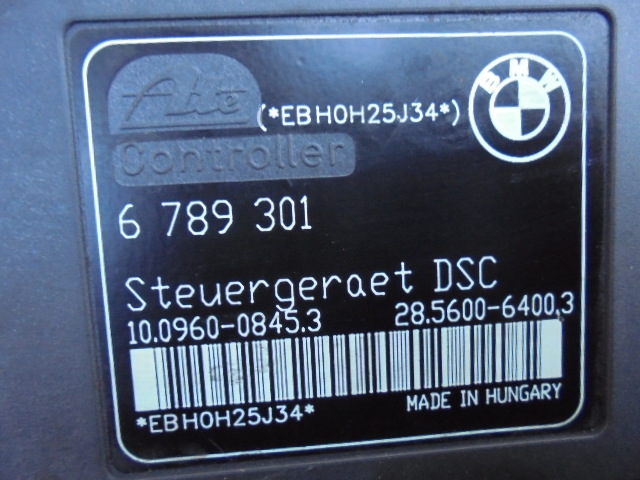 Ate
(*EBH0H25J34*)
BMW
Controller
6 789 301
Steuergeraet DSC
10.0960-0845.3
28.5600-6400.3
*EBH0H25J34*
MADE IN HUNGARY